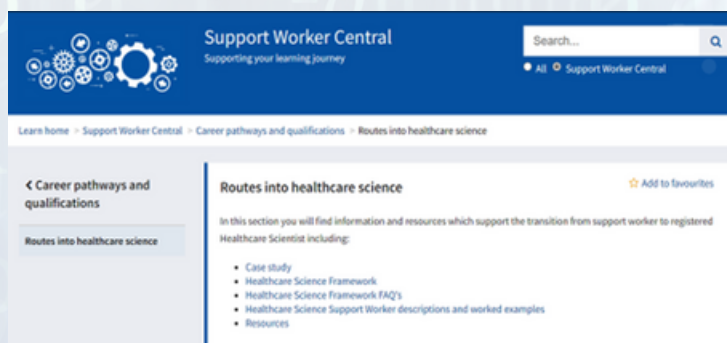 Support Worker Central
Supporting your learning journey
Search...
All Support Worker Central
Learn home > Support Worker Central > Career pathways and qualifications > Routes into healthcare science
Career pathways and
qualifications
Routes into healthcare science
Routes into healthcare science
Add to favourites
In this section you will find information and resources which support the transition from support worker to registered
Healthcare Scientist including:
Case study
Healthcare Science Framework
Healthcare Science Framework FAQ's
Healthcare Science Support Worker descriptions and worked examples
Resources